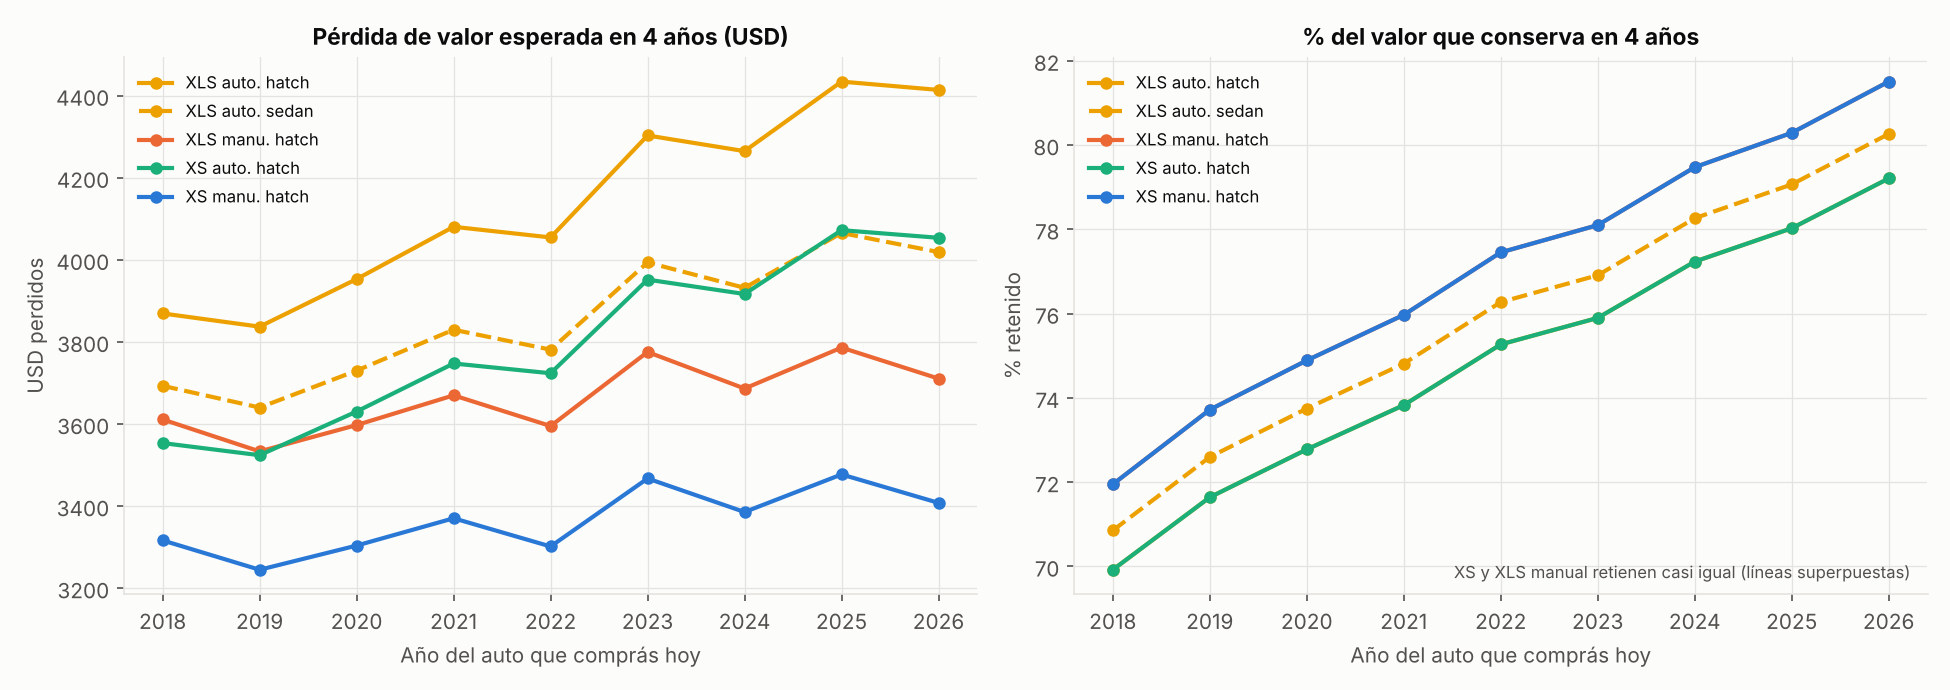 Pérdida de valor esperada en 4 años (USD)
XLS auto. hatch
XLS auto. sedan
XLS manu. hatch
XS auto. hatch
XS manu. hatch
USD perdidos
4400
4200
4000
3800
3600
3400
3200
2018 2019 2020 2021 2022 2023 2024 2025 2026
Año del auto que comprás hoy
% del valor que conserva en 4 años
XLS auto. hatch
XLS auto. sedan
XLS manu. hatch
XS auto. hatch
XS manu. hatch
% retenido
82
80
78
76
74
72
70
XS y XLS manual retienen casi igual (líneas superpuestas)
2018 2019 2020 2021 2022 2023 2024 2025 2026
Año del auto que comprás hoy